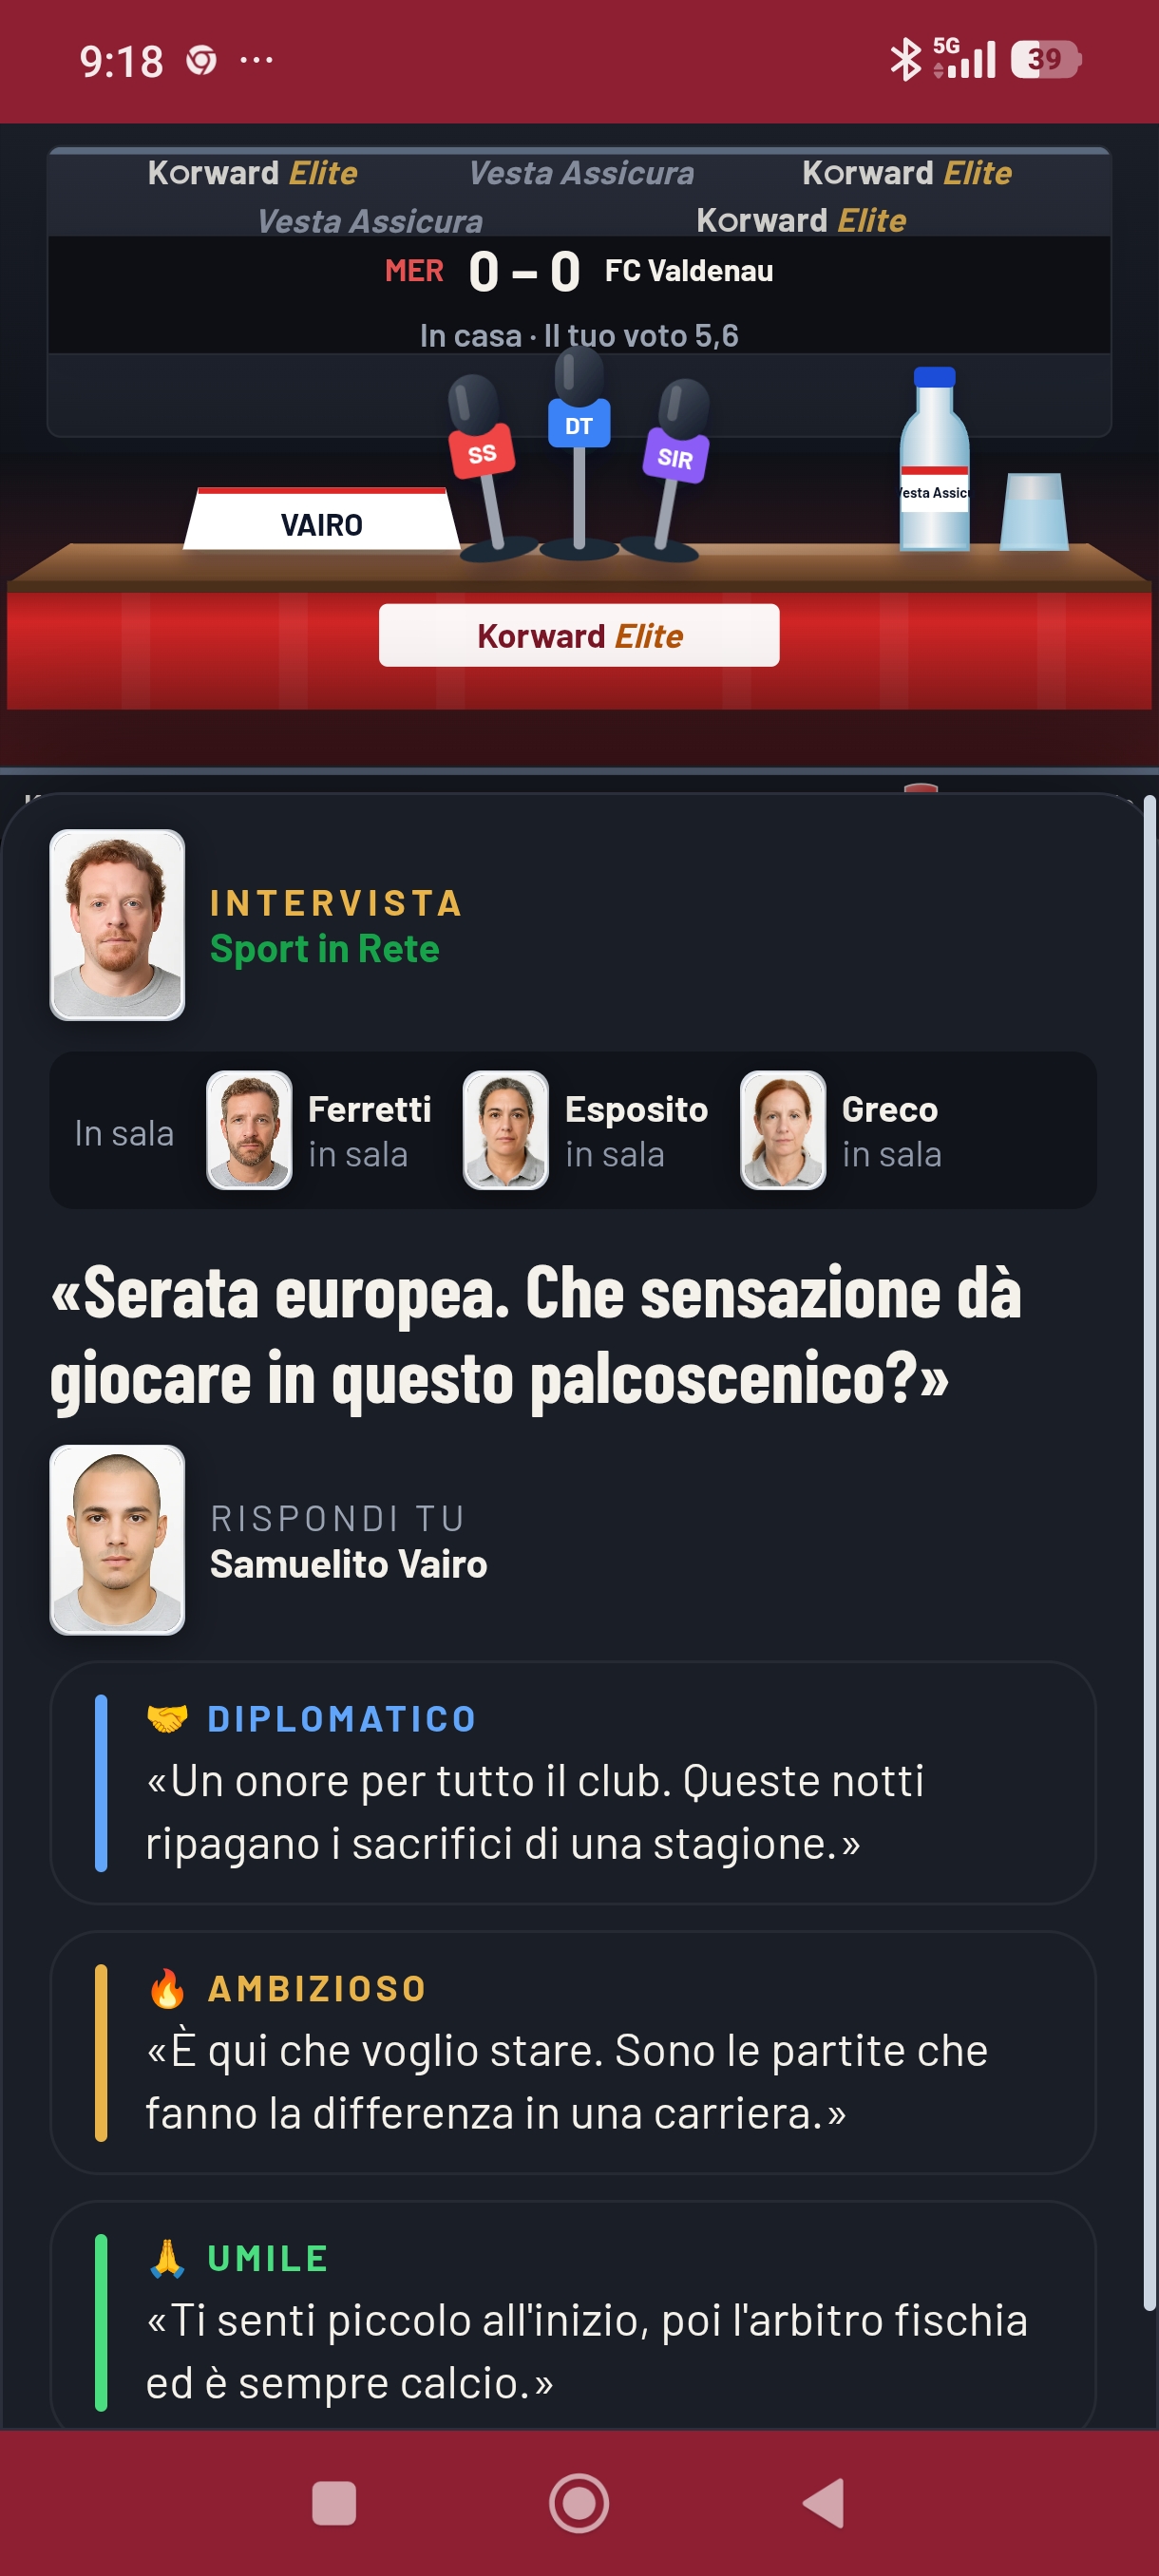 9:18
5G
39
Korward Elite Vesta Assicura Korward Elite
Vesta Assicura Korward Elite
MER 0 – 0 FC Valdenau
In casa · Il tuo voto 5,6
SS
DT
SIR
VAIRO
Korward Elite
INTERVISTA
Sport in Rete
In sala
Ferretti
in sala
Esposito
in sala
Greco
in sala
«Serata europea. Che sensazione dà
giocare in questo palcoscenico?»
RISPONDI TU
Samuelito Vairo
🤝 DIPLOMATICO
«Un onore per tutto il club. Queste notti
ripagano i sacrifici di una stagione.»
🔥 AMBIZIOSO
«È qui che voglio stare. Sono le partite che
fanno la differenza in una carriera.»
🙏 UMILE
«Ti senti piccolo all'inizio, poi l'arbitro fischia
ed è sempre calcio.»